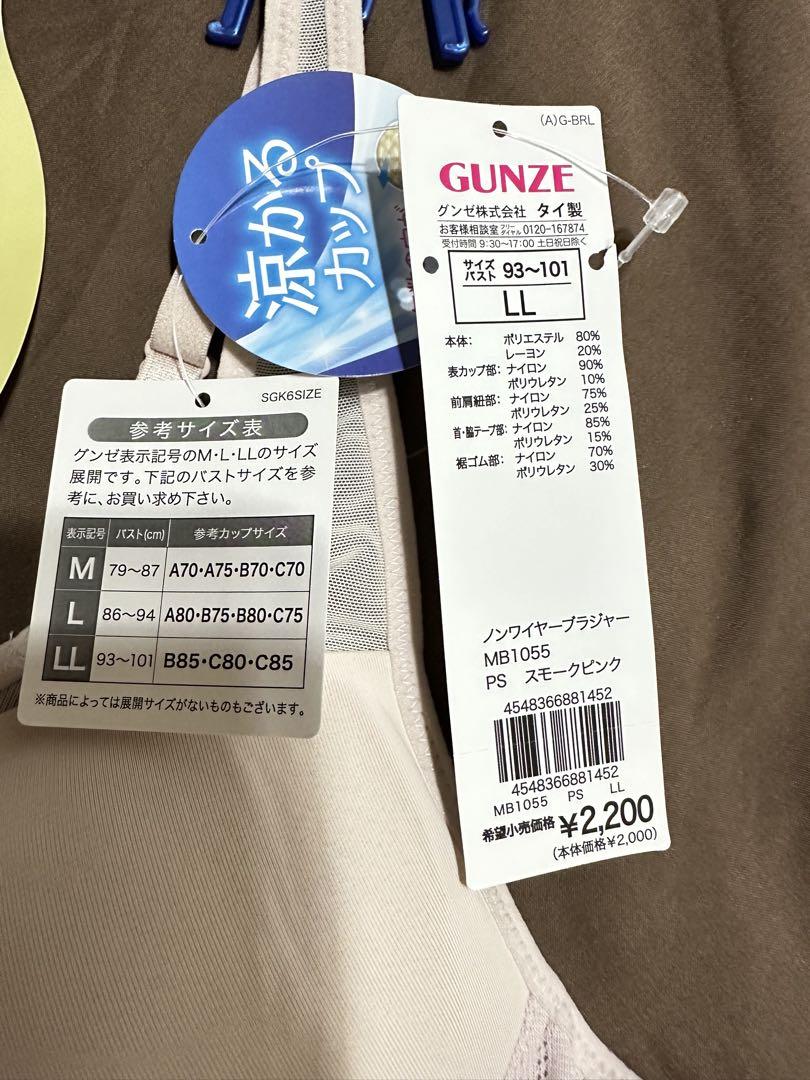 涼かる
カップ
(A)G-BRL
GUNZE
グンゼ株式会社 タイ製
お客様相談室 フリーダイヤル 0120-167874
受付時間 9:30〜17:00 土日祝日除く
サイズ
バスト 93〜101
LL
本体: ポリエステル 80%
レーヨン 20%
表カップ部: ナイロン 90%
ポリウレタン 10%
前肩紐部: ナイロン 75%
ポリウレタン 25%
首・脇テープ部: ナイロン 85%
ポリウレタン 15%
裾ゴム部: ナイロン 70%
ポリウレタン 30%
ノンワイヤーブラジャー
MB1055
PS スモークピンク
4548366881452
4548366881452
MB1055 PS LL
希望小売価格 ¥2,200
(本体価格¥2,000)
SGK6SIZE
参考サイズ表
グンゼ表示記号のM・L・LLのサイズ
展開です。下記のバストサイズを参
考に、お買い求め下さい。
表示記号 バスト(cm) 参考カップサイズ
M 79〜87 A70・A75・B70・C70
L 86〜94 A80・B75・B80・C75
LL 93〜101 B85・C80・C85
※商品によっては展開サイズがないものもございます。